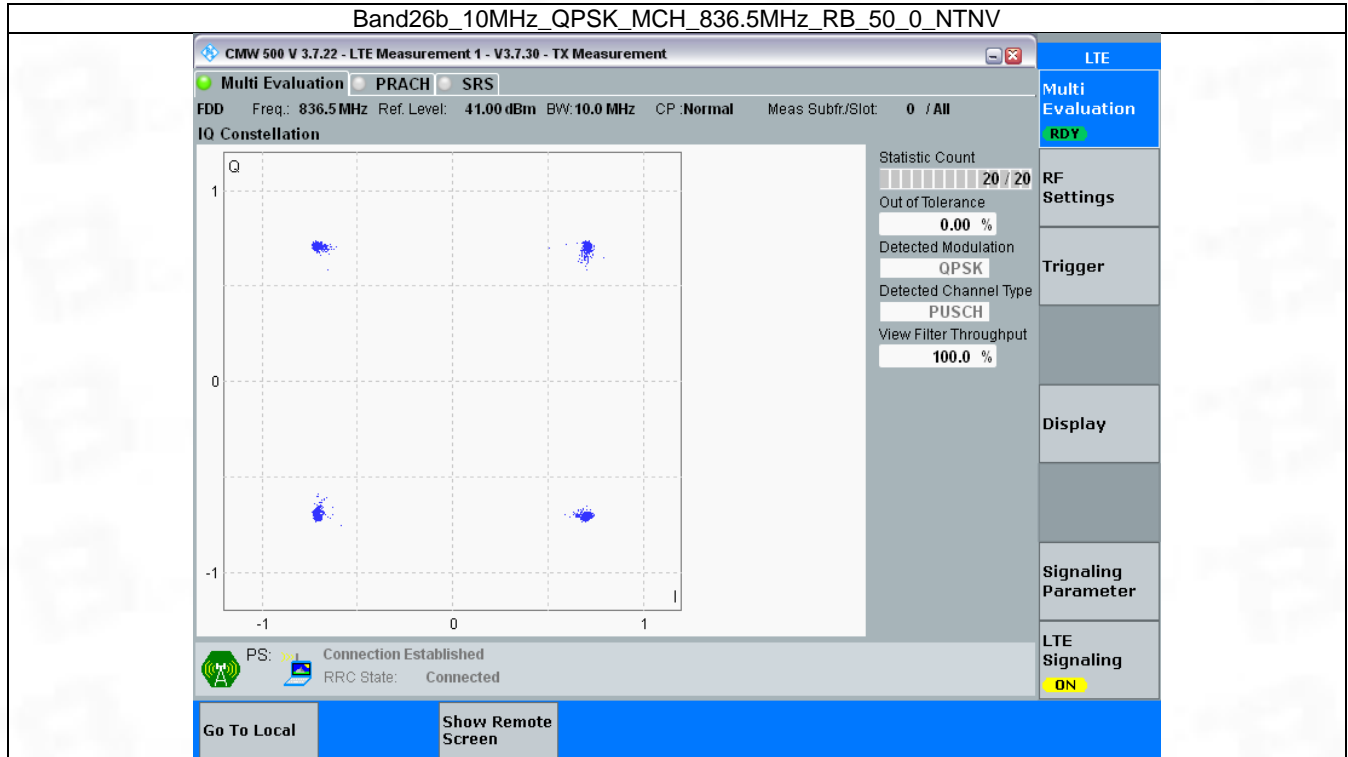 Band26b_10MHz_QPSK_MCH_836.5MHz_RB_50_0_NTNV
CMW 500 V 3.7.22 - LTE Measurement 1 - V3.7.30 - TX Measurement
LTE
Multi Evaluation PRACH SRS
Multi
Evaluation
RDY
FDD Freq.: 836.5 MHz Ref. Level: 41.00 dBm BW: 10.0 MHz CP :Normal Meas Subfr./Slot: 0 / All
IQ Constellation
Q
1
0
-1
I
-1 0 1
Statistic Count
20 / 20
Out of Tolerance
0.00 %
Detected Modulation
QPSK
Detected Channel Type
PUSCH
View Filter Throughput
100.0 %
RF
Settings
Trigger
Display
Signaling
Parameter
LTE
Signaling
ON
PS: Connection Established
RRC State: Connected
Go To Local
Show Remote
Screen